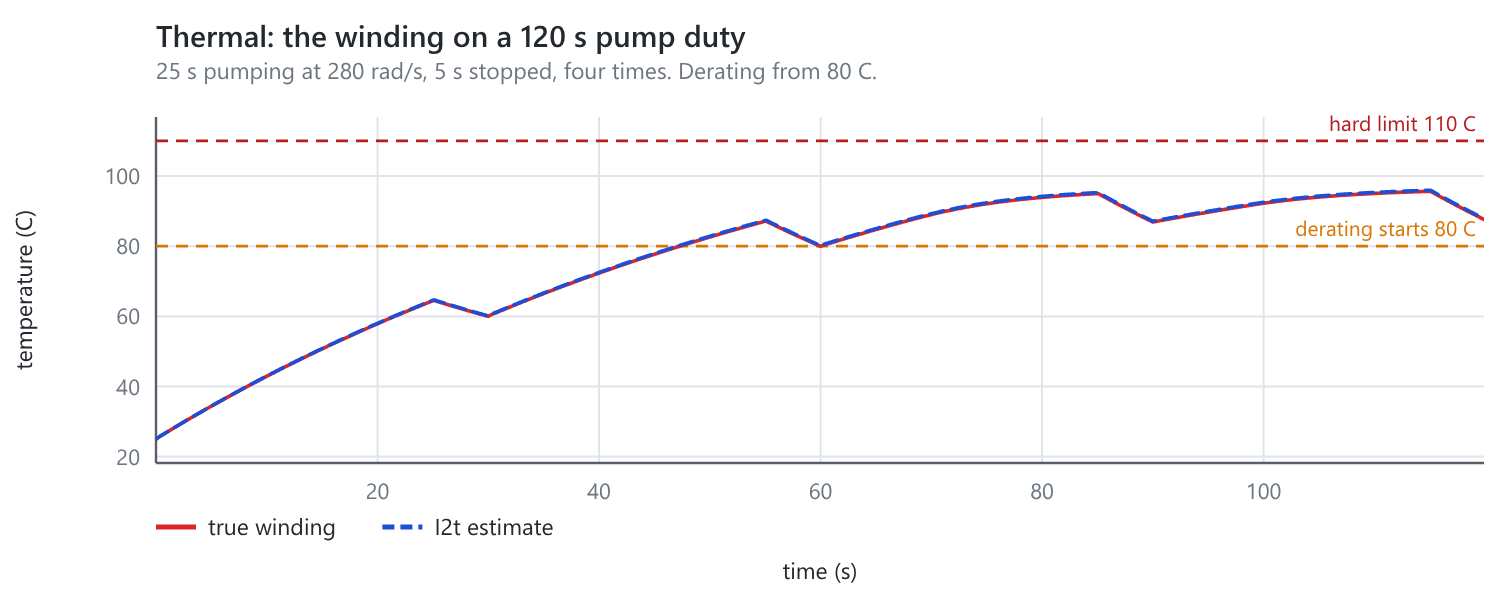 Thermal: the winding on a 120 s pump duty
25 s pumping at 280 rad/s, 5 s stopped, four times. Derating from 80 C.
hard limit 110 C
derating starts 80 C
temperature (C)
100
80
60
40
20
20 40 60 80 100
true winding I2t estimate
time (s)